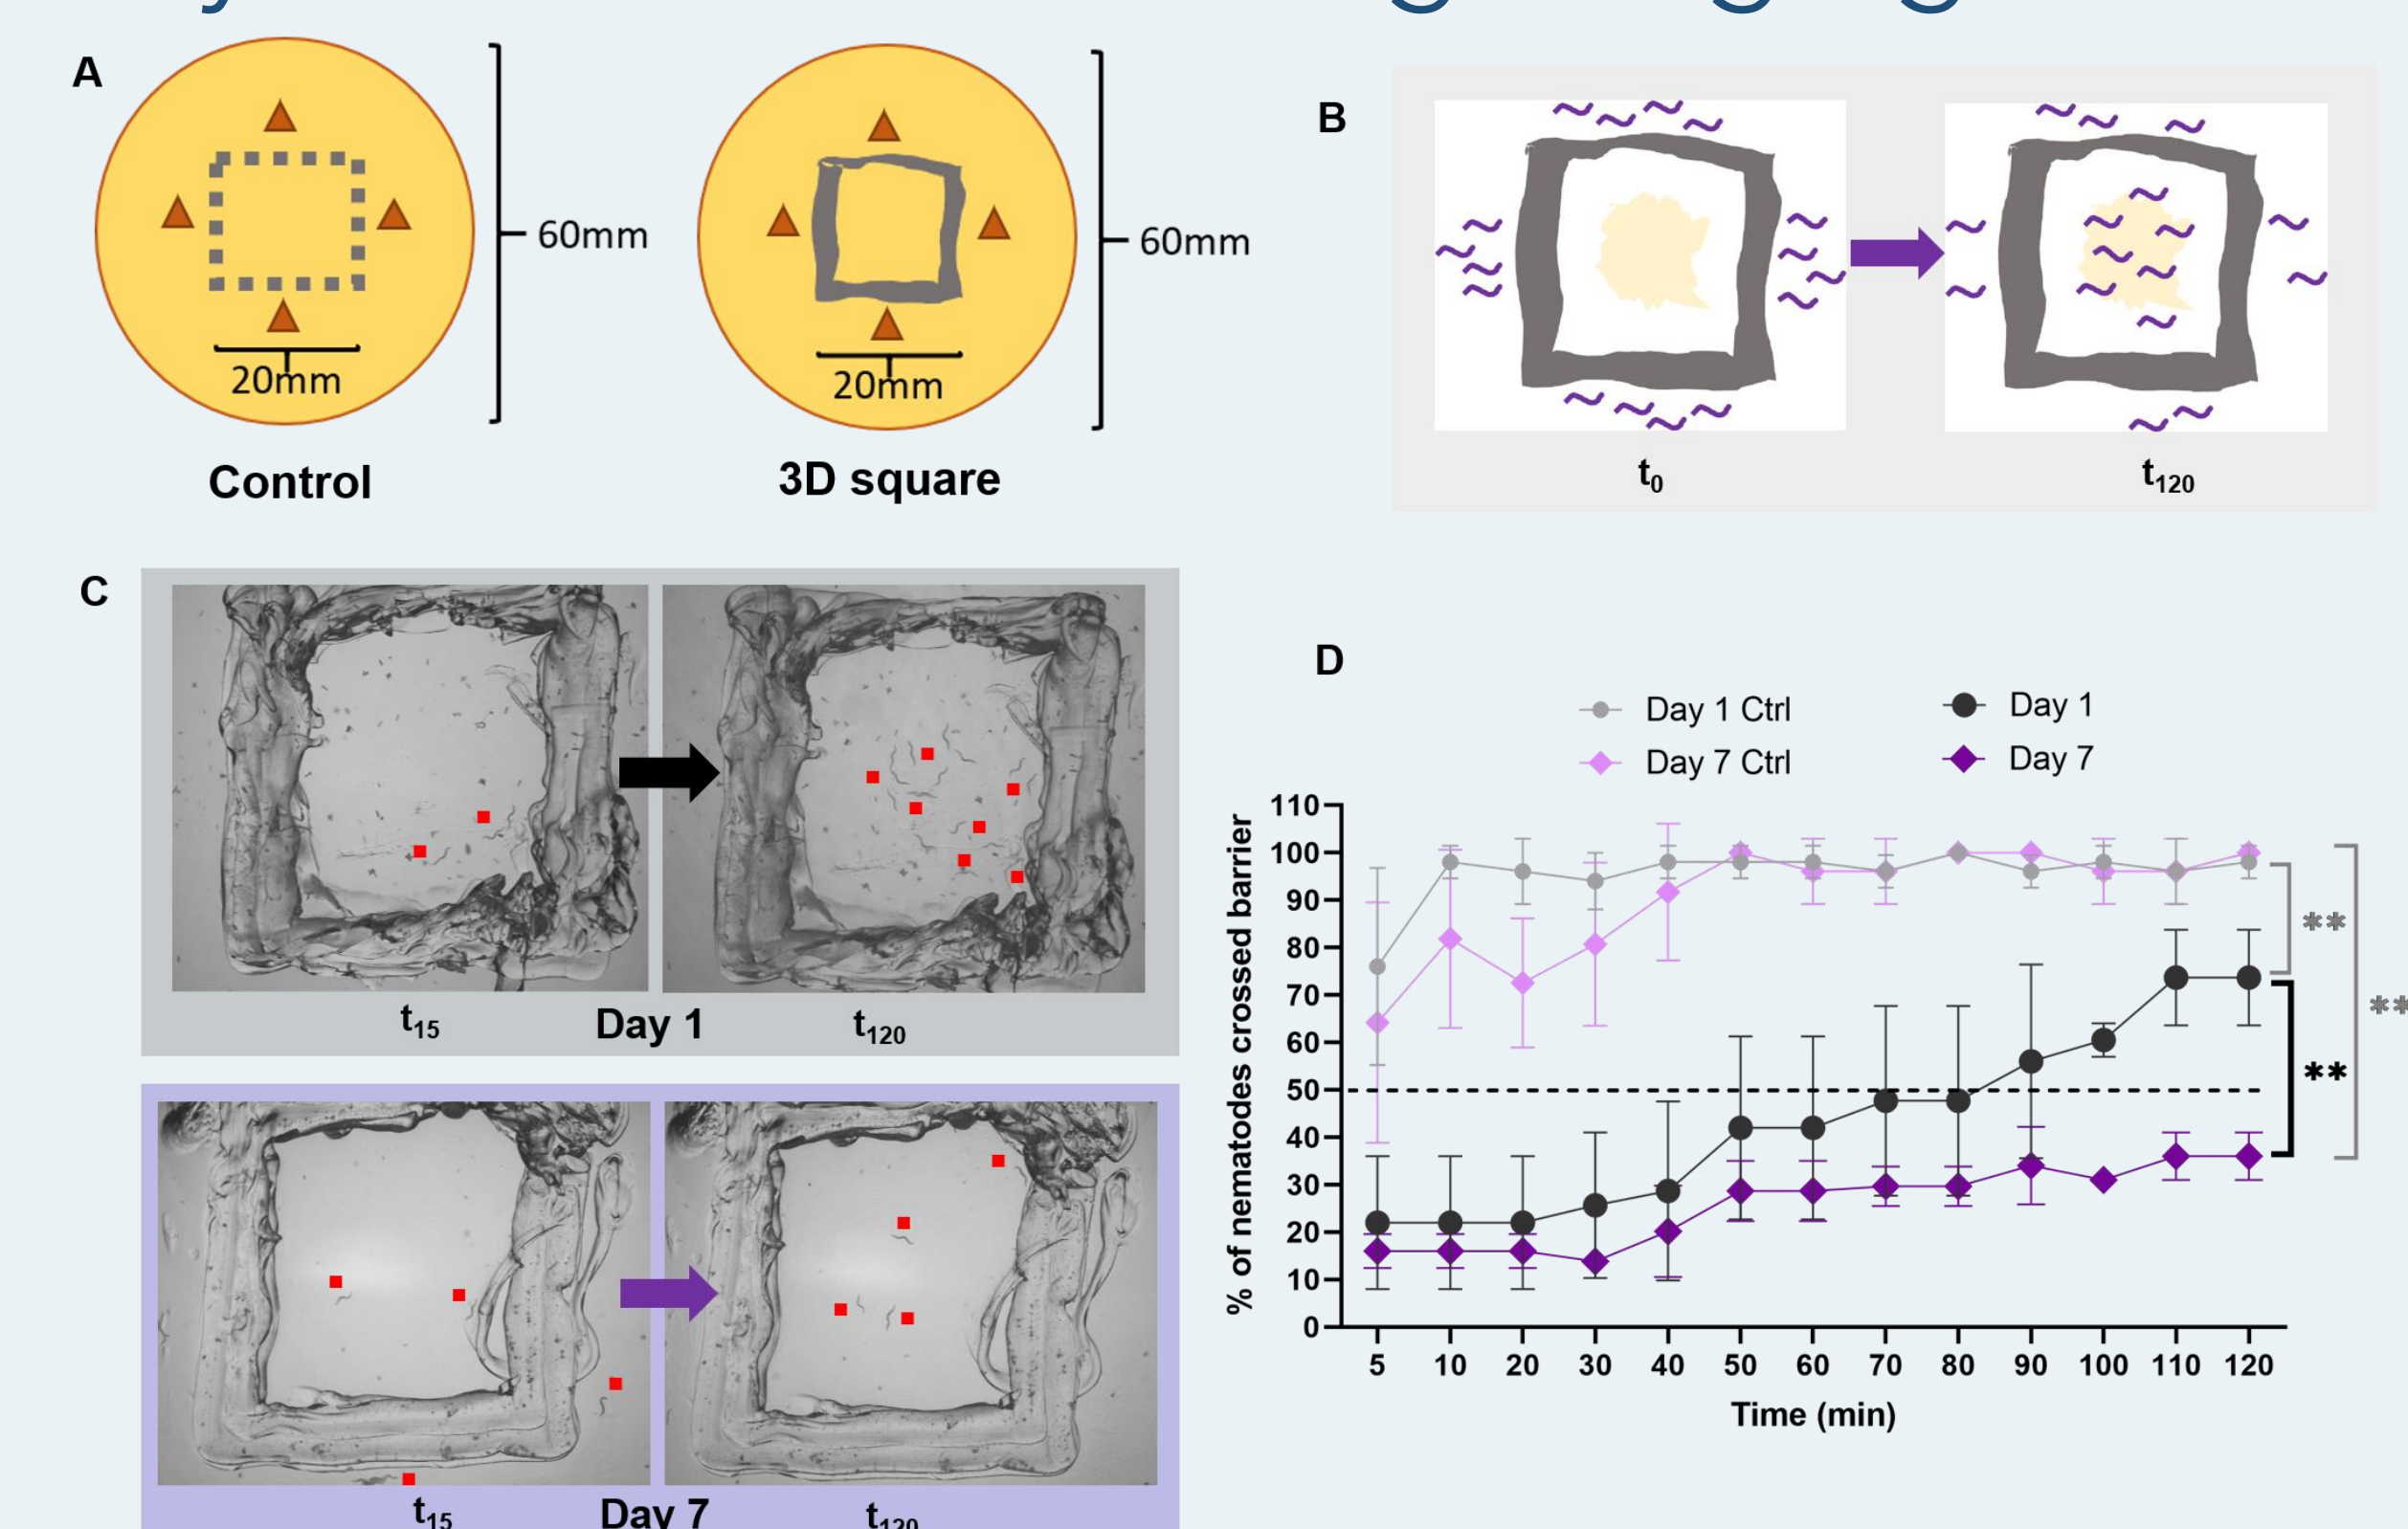 A
60mm
20mm
Control
60mm
20mm
3D square
B
t0
t120
C
t15
Day 1
t120
t15
Day 7
t120
D
Day 1 Ctrl
Day 1
Day 7 Ctrl
Day 7
% of nematodes crossed barrier
110
100
90
80
70
60
50
40
30
20
10
0
**
**
**
5 10 20 30 40 50 60 70 80 90 100 110 120
Time (min)